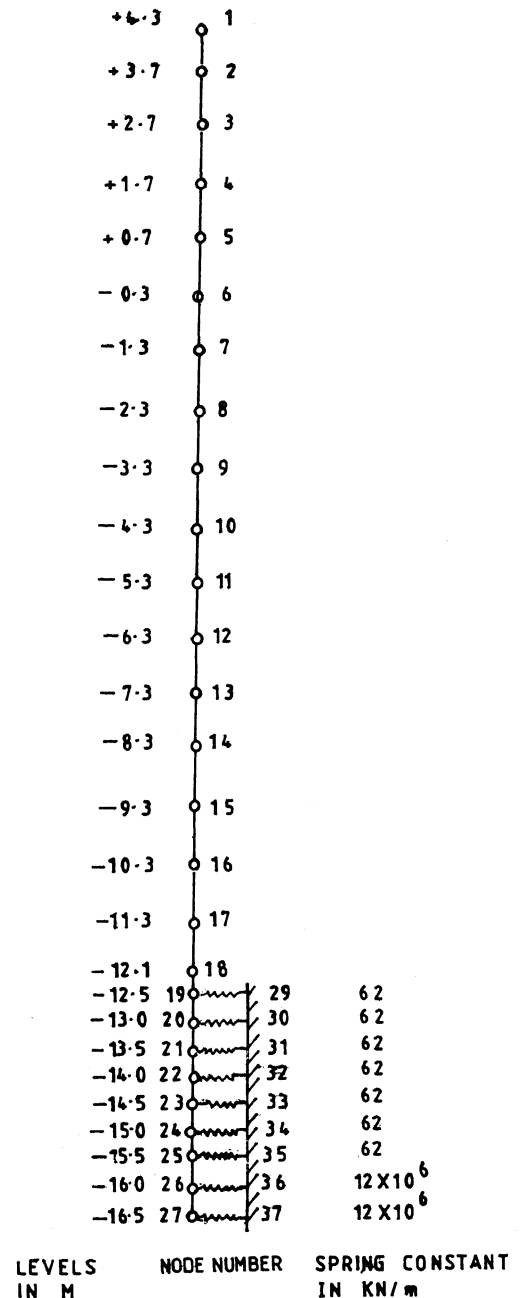 +4.3 1
+3.7 2
+2.7 3
+1.7 4
+0.7 5
-0.3 6
-1.3 7
-2.3 8
-3.3 9
-4.3 10
-5.3 11
-6.3 12
-7.3 13
-8.3 14
-9.3 15
-10.3 16
-11.3 17
-12.1 18
-12.5 19 29 62
-13.0 20 30 62
-13.5 21 31 62
-14.0 22 32 62
-14.5 23 33 62
-15.0 24 34 62
-15.5 25 35 62
-16.0 26 36 12X10⁶
-16.5 27 37 12X10⁶
LEVELS NODE NUMBER SPRING CONSTANT
IN M IN KN/m